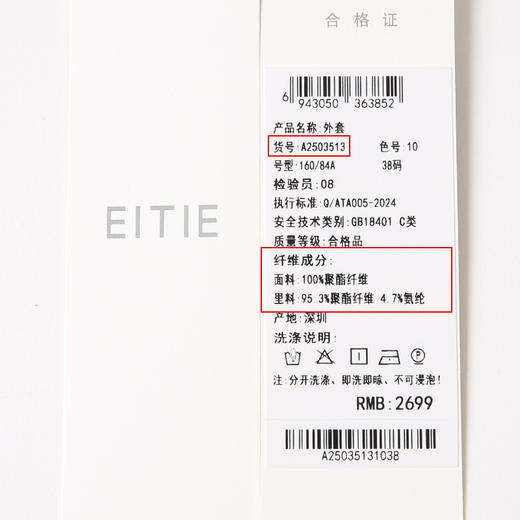 EITIE
合格证
6 943050 363852
产品名称:外套
货号:A2503513 色号:10
号型:160/84A 38码
检验员:08
执行标准:Q/ATA005-2024
安全技术类别:GB18401 C类
质量等级:合格品
纤维成分:
面料:100%聚酯纤维
里料:95.3%聚酯纤维 4.7%氨纶
产地:深圳
洗涤说明:
P
注:分开洗涤、即洗即晾、不可浸泡!
RMB:2699
A25035131038